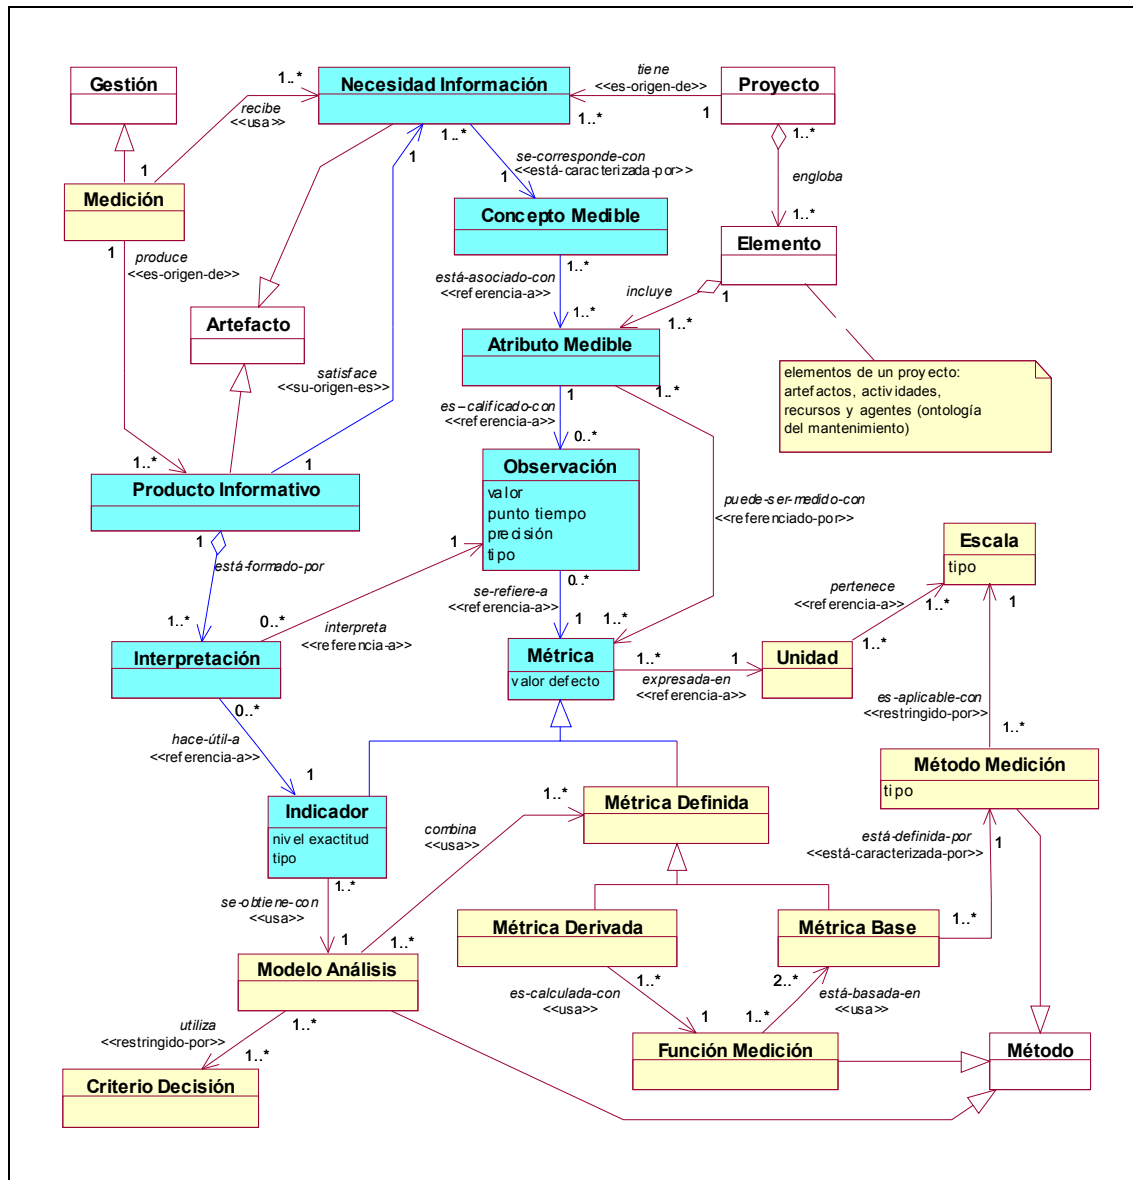 Gestión
1..*
Necesidad Información
tiene
<<es-origen-de>>
Proyecto
recibe
<<usa>>
1..*
1..*
1
1..*
1
1
se-corresponde-con
<<está-caracterizada-por>>
1
engloba
Medición
Concepto Medible
1..*
1
produce
<<es-origen-de>>
Elemento
está-asociado-con
<<referencia-a>>
1..*
incluye
1
Artefacto
1..*
1..*
Atributo Medible
satisface
<<su-origen-es>>
elementos de un proyecto:
artefactos, actividades,
recursos y agentes (ontología
del mantenimiento)
1
1..*
es–calificado-con
<<referencia-a>>
0..*
1..*
1
Observación
valor
punto tiempo
precisión
tipo
Producto Informativo
puede-ser-medido-con
<<referenciado-por>>
1
está-formado-por
1
Escala
tipo
0..*
se-refiere-a
<<referencia-a>>
pertenece
<<referencia-a>>
1..*
1
1..*
0..*
interpreta
<<referencia-a>>
1
1..*
1..*
Interpretación
Métrica
valor defecto
1..*
1
expresada-en
<<referencia-a>>
Unidad
0..*
es-aplicable-con
<<restringido-por>>
1..*
hace-útil-a
<<referencia-a>>
1
Método Medición
tipo
Indicador
nivel exactitud
tipo
1..*
Métrica Definida
combina
<<usa>>
está-definida-por
<<está-caracterizada-por>>
1
1..*
se-obtiene-con
<<usa>>
1
1..*
Métrica Derivada
Métrica Base
1..*
Modelo Análisis
1..*
2..*
es-calculada-con
<<usa>>
1
1..*
está-basada-en
<<usa>>
utiliza
<<restringido-por>>
1..*
1..*
Función Medición
Método
Criterio Decisión